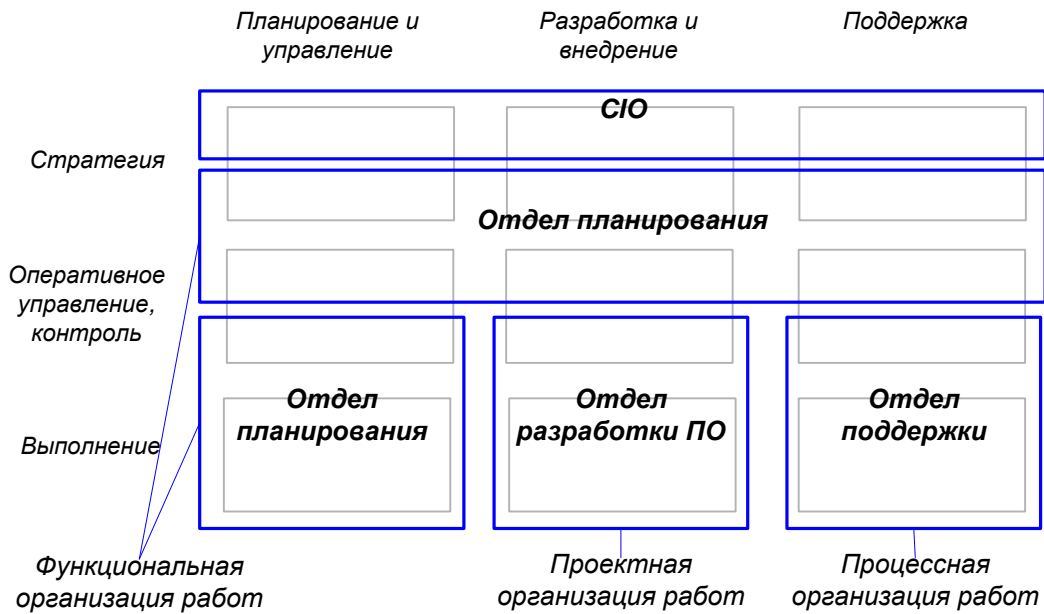 Планирование и
управление
Разработка и
внедрение
Поддержка
CIO
Стратегия
Отдел планирования
Оперативное
управление,
контроль
Отдел
планирования
Отдел
разработки ПО
Отдел
поддержки
Выполнение
Функциональная
организация работ
Проектная
организация работ
Процессная
организация работ